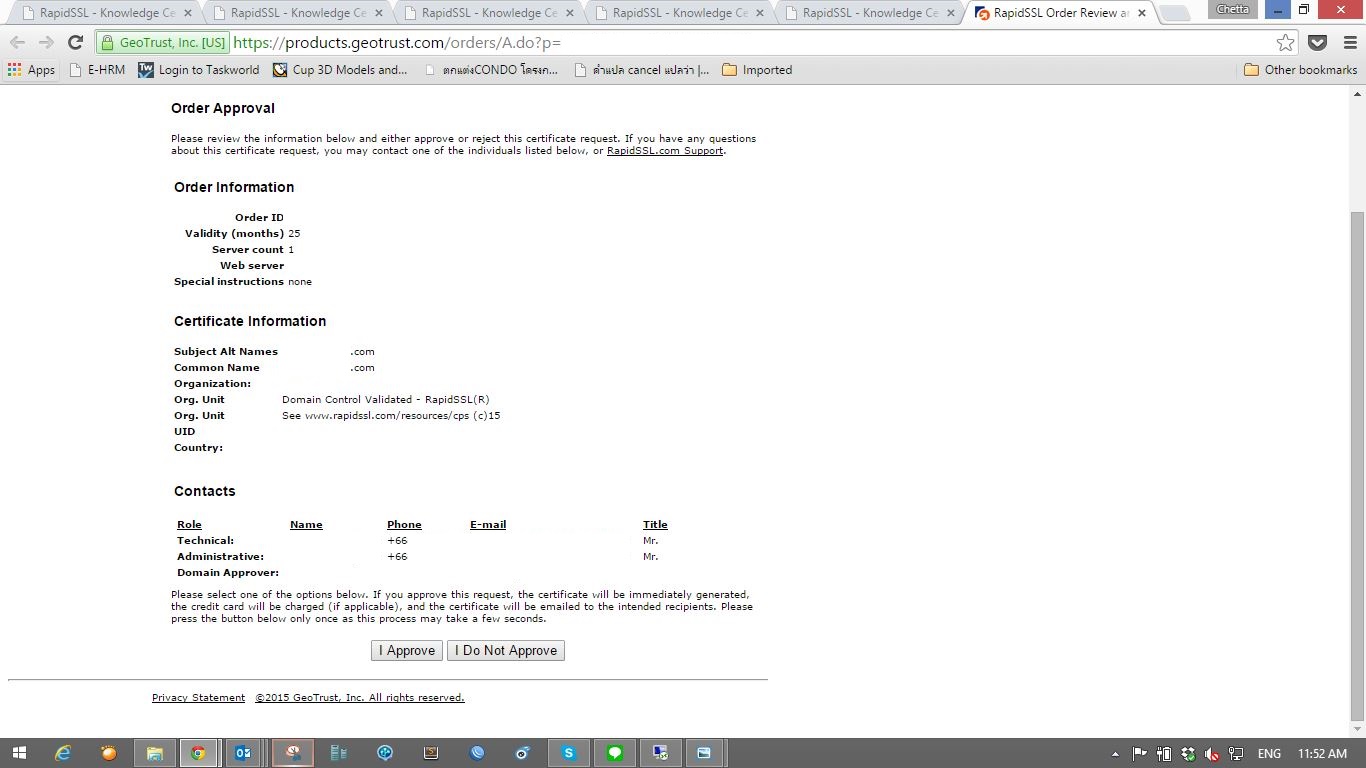 RapidSSL - Knowledge Ce RapidSSL - Knowledge Ce RapidSSL - Knowledge Ce RapidSSL - Knowledge Ce RapidSSL - Knowledge Ce RapidSSL Order Review a Chetta
GeoTrust, Inc. [US] https://products.geotrust.com/orders/A.do?p=
Apps E-HRM Login to Taskworld Cup 3D Models and... ตกแต่งCONDO โครงก... คำแปล cancel แปลว่า |... Imported Other bookmarks
Order Approval
Please review the information below and either approve or reject this certificate request. If you have any questions
about this certificate request, you may contact one of the individuals listed below, or RapidSSL.com Support.
Order Information
Order ID
Validity (months) 25
Server count 1
Web server
Special instructions none
Certificate Information
Subject Alt Names .com
Common Name .com
Organization:
Org. Unit Domain Control Validated - RapidSSL(R)
Org. Unit See www.rapidssl.com/resources/cps (c)15
UID
Country:
Contacts
Role Name Phone E-mail Title
Technical: +66 Mr.
Administrative: +66 Mr.
Domain Approver:
Please select one of the options below. If you approve this request, the certificate will be immediately generated,
the credit card will be charged (if applicable), and the certificate will be emailed to the intended recipients. Please
press the button below only once as this process may take a few seconds.
I Approve I Do Not Approve
Privacy Statement ©2015 GeoTrust, Inc. All rights reserved.
ENG 11:52 AM